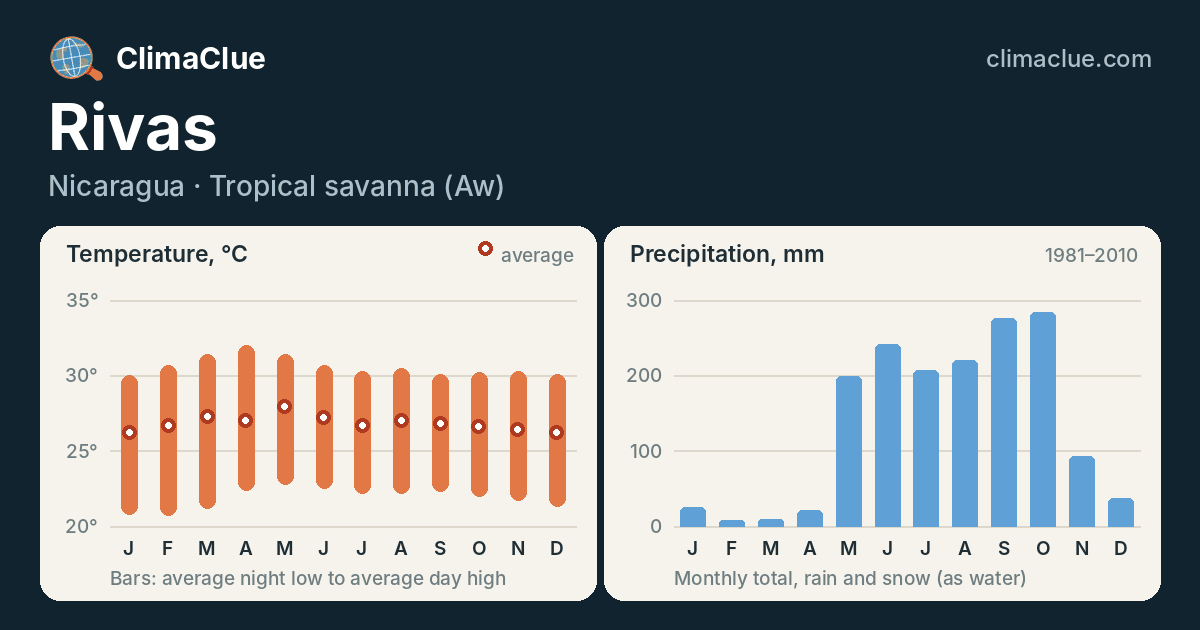 ClimaClue
climaclue.com
Rivas
Nicaragua · Tropical savanna (Aw)
Temperature, °C
average
35°
30°
25°
20°
J F M A M J J A S O N D
Bars: average night low to average day high
Precipitation, mm
1981–2010
300
200
100
0
J F M A M J J A S O N D
Monthly total, rain and snow (as water)